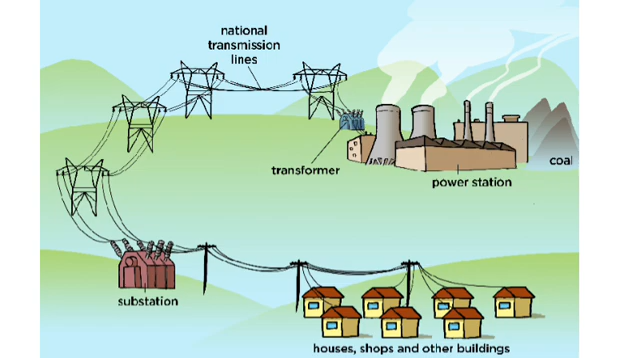 national
transmission
lines
transformer
coal
power station
substation
houses, shops and other buildings